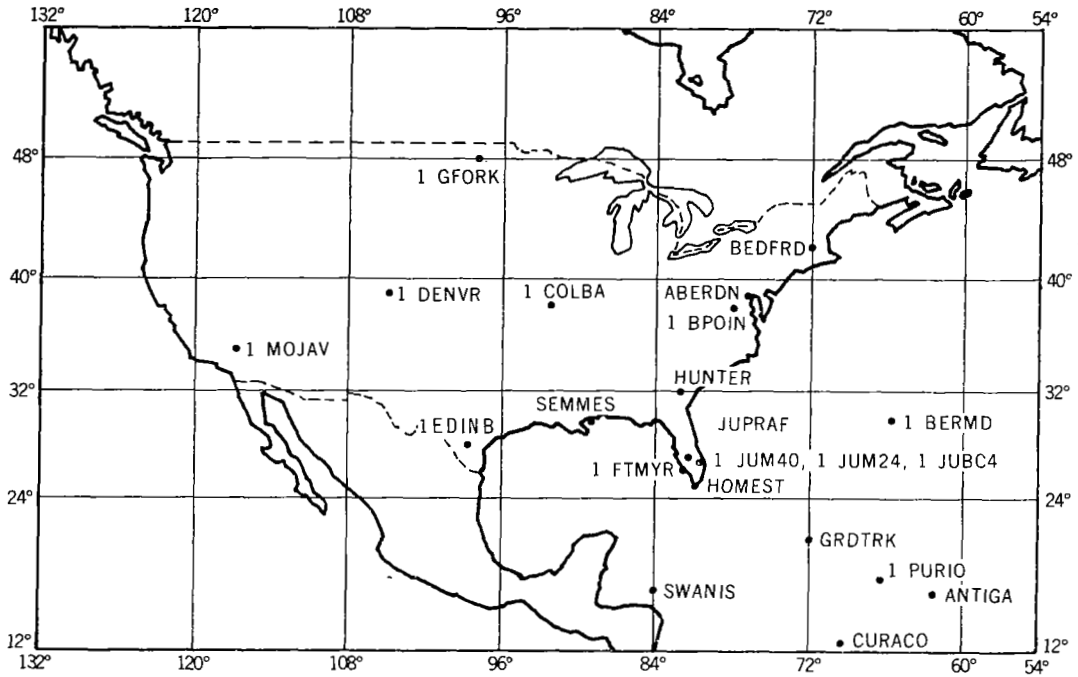 132° 120° 108° 96° 84° 72° 60° 54°
48° 48°
1 GFORK
BEDFRD
40° 40°
1 DENVR 1 COLBA ABERDN
1 BPOIN
1 MOJAV
32° 32°
HUNTER
SEMMES JUPRAF
1 EDINB 1 BERMD
1 FTMYR 1 JUM40, 1 JUM24, 1 JUBC4
HOMEST
24° 24°
GRDTRK
1 PURIO
SWANIS ANTIGA
CURACO
12° 12°
132° 120° 108° 96° 84° 72° 60° 54°